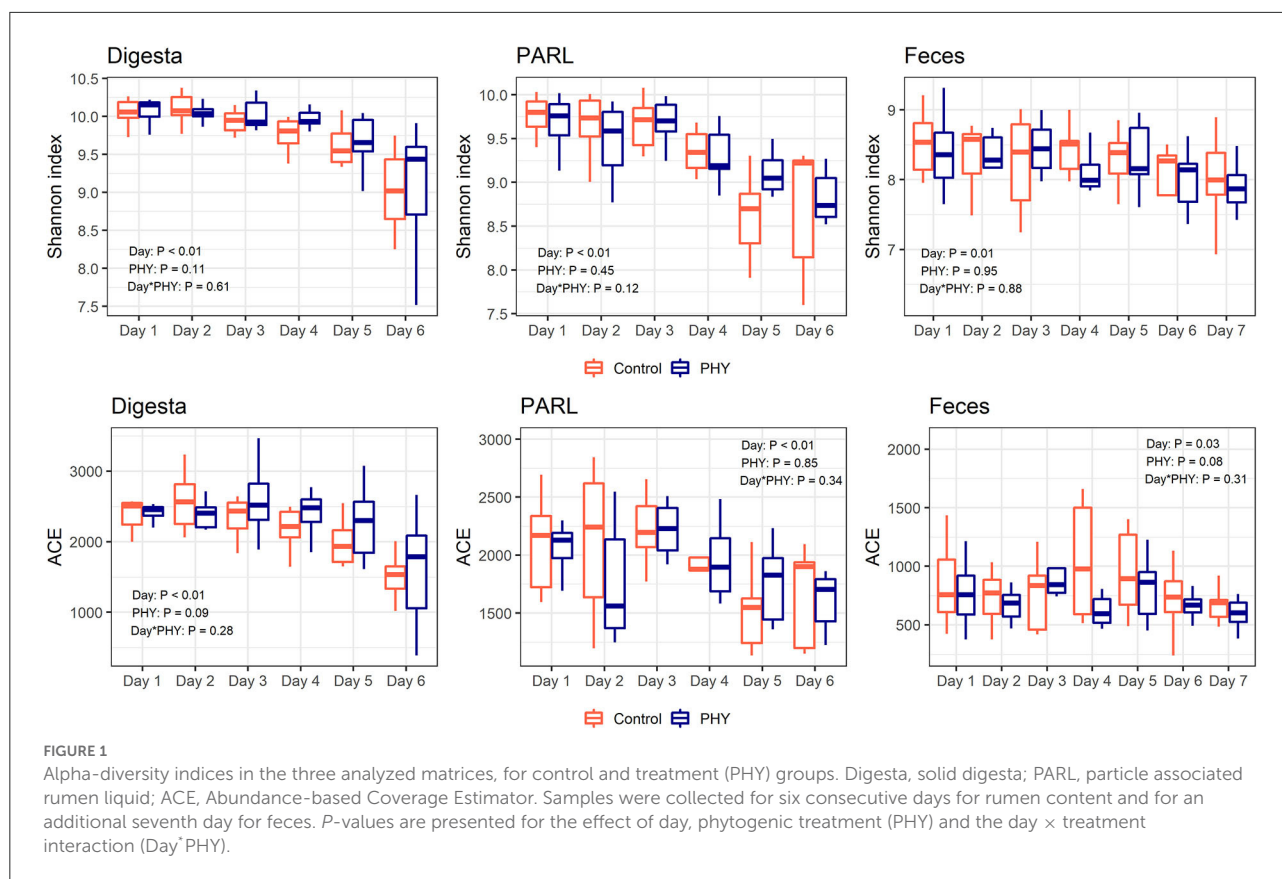 Digesta
PARL
Feces
Shannon index
10.5
10.0
9.5
9.0
8.5
8.0
7.5
Day: P < 0.01
PHY: P = 0.11
Day*PHY: P = 0.61
Day 1 Day 2 Day 3 Day 4 Day 5 Day 6
Shannon index
10.0
9.5
9.0
8.5
8.0
7.5
Day: P < 0.01
PHY: P = 0.45
Day*PHY: P = 0.12
Day 1 Day 2 Day 3 Day 4 Day 5 Day 6
Shannon index
9
8
7
Day: P = 0.01
PHY: P = 0.95
Day*PHY: P = 0.88
Day 1 Day 2 Day 3 Day 4 Day 5 Day 6 Day 7
Control PHY
Digesta
PARL
Feces
ACE
3000
2000
1000
Day: P < 0.01
PHY: P = 0.09
Day*PHY: P = 0.28
Day 1 Day 2 Day 3 Day 4 Day 5 Day 6
ACE
3000
2500
2000
1500
Day: P < 0.01
PHY: P = 0.85
Day*PHY: P = 0.34
Day 1 Day 2 Day 3 Day 4 Day 5 Day 6
ACE
2000
1500
1000
500
Day: P = 0.03
PHY: P = 0.08
Day*PHY: P = 0.31
Day 1 Day 2 Day 3 Day 4 Day 5 Day 6 Day 7
Control PHY
FIGURE 1
Alpha-diversity indices in the three analyzed matrices, for control and treatment (PHY) groups. Digesta, solid digesta; PARL, particle associated
rumen liquid; ACE, Abundance-based Coverage Estimator. Samples were collected for six consecutive days for rumen content and for an
additional seventh day for feces. P-values are presented for the effect of day, phytogenic treatment (PHY) and the day × treatment
interaction (Day*PHY).